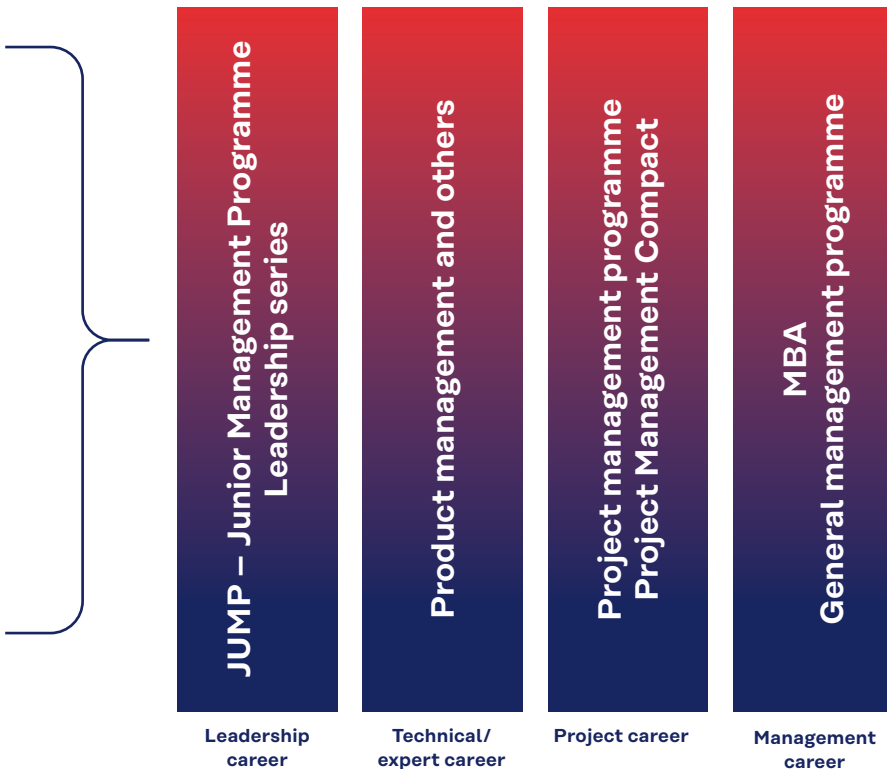 JUMP – Junior Management Programme
Leadership series
Product management and others
Project management programme
Project Management Compact
MBA
General management programme
Leadership
career
Technical/
expert career
Project career
Management
career